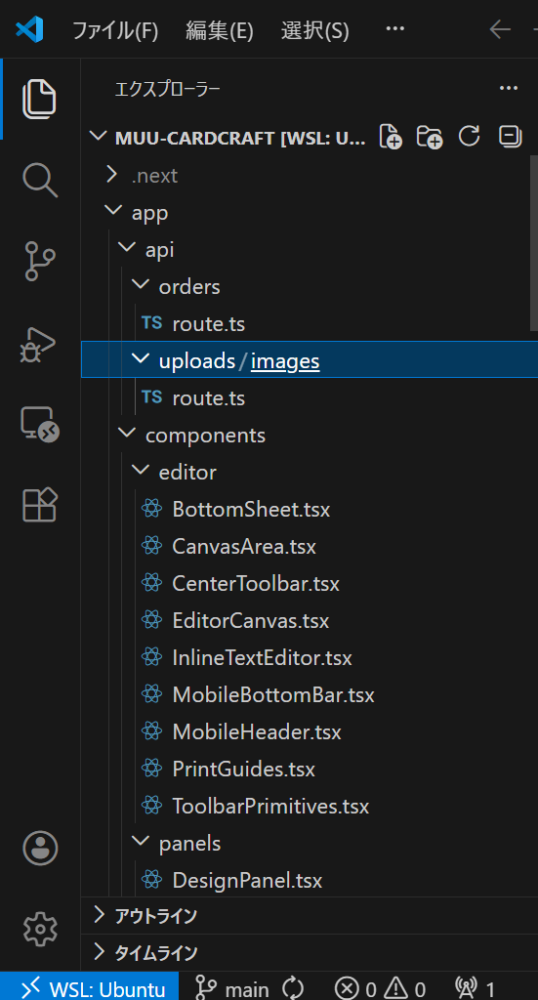 ファイル(F) 編集(E) 選択(S) ···
エクスプローラー ···
MUU-CARDCRAFT [WSL: U...
.next
app
api
orders
TS route.ts
uploads / images
TS route.ts
components
editor
BottomSheet.tsx
CanvasArea.tsx
CenterToolbar.tsx
EditorCanvas.tsx
InlineTextEditor.tsx
MobileBottomBar.tsx
MobileHeader.tsx
PrintGuides.tsx
ToolbarPrimitives.tsx
panels
DesignPanel.tsx
アウトライン
タイムライン
WSL: Ubuntu main 0 0 1